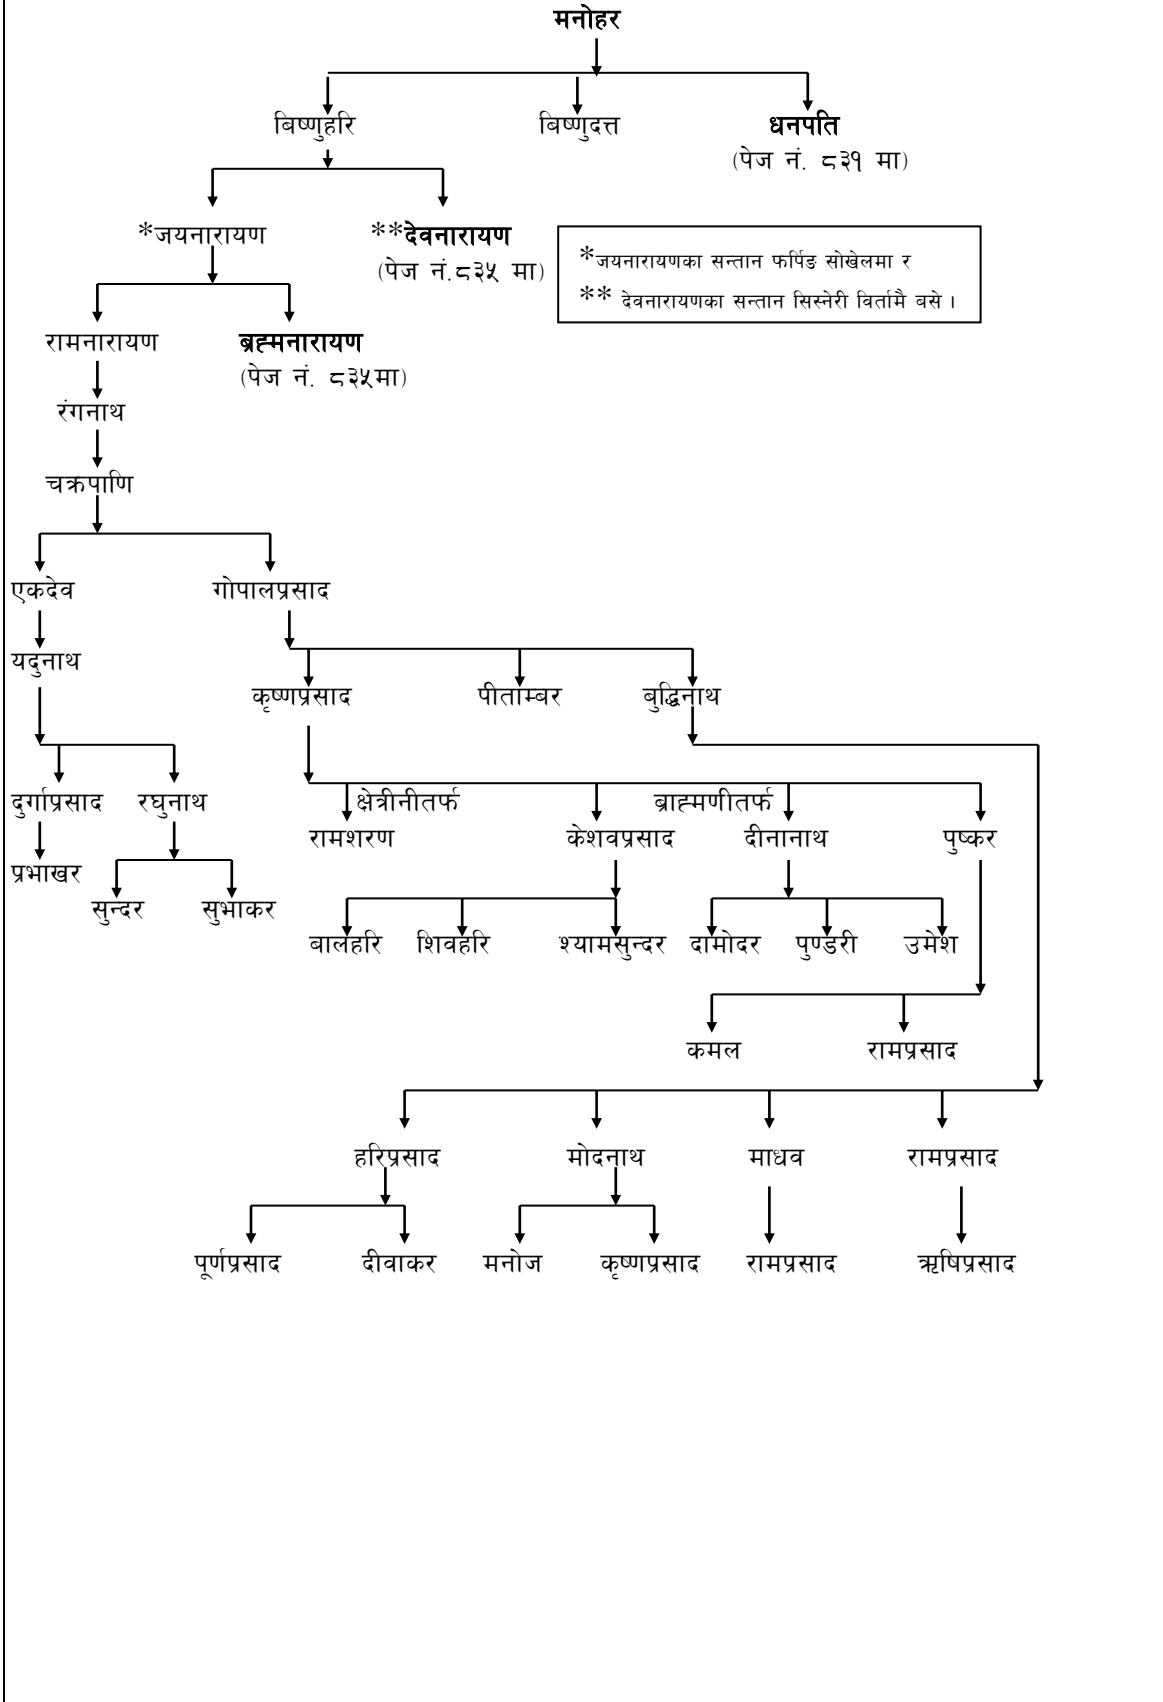 मनोहर
बिष्णुहरि बिष्णुदत्त धनपति
(पेज नं. ८३१ मा)
*जयनारायण **देवनारायण
(पेज नं.८३५ मा)
*जयनारायणका सन्तान फर्पिङ सोखेलमा र
** देवनारायणका सन्तान सिस्नेरी विर्तामै बसे ।
रामनारायण ब्रह्मनारायण
(पेज नं. ८३५मा)
रंगनाथ
चक्रपाणि
एकदेव गोपालप्रसाद
यदुनाथ
कृष्णप्रसाद पीताम्बर बुद्धिनाथ
दुर्गाप्रसाद रघुनाथ क्षेत्रीनीतर्फ ब्राह्मणीतर्फ
रामशरण केशवप्रसाद दीनानाथ पुष्कर
प्रभाखर
सुन्दर सुभाकर
बालहरि शिवहरि श्यामसुन्दर दामोदर पुण्डरी उमेश
कमल रामप्रसाद
हरिप्रसाद मोदनाथ माधव रामप्रसाद
पूर्णप्रसाद दीवाकर मनोज कृष्णप्रसाद रामप्रसाद ऋषिप्रसाद